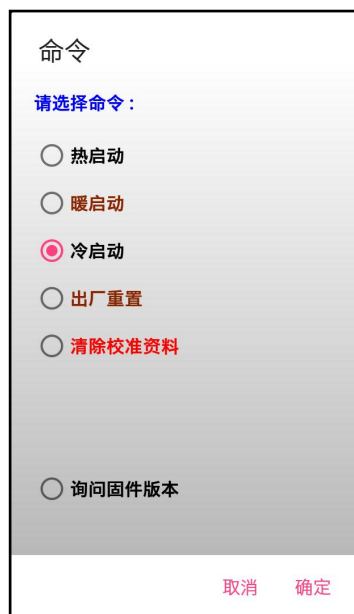 命令
请选择命令 :
热启动
暖启动
冷启动
出厂重置
清除校准资料
询问固件版本
取消 确定